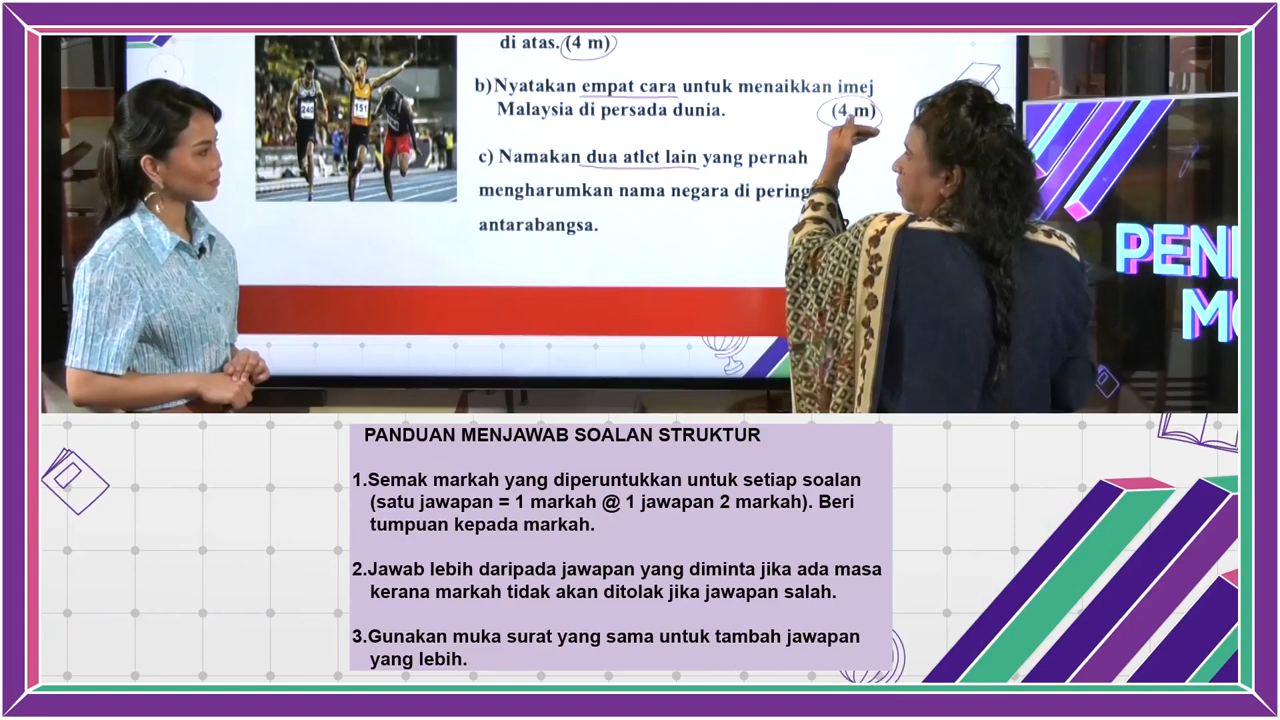 di atas. (4 m)
b)Nyatakan empat cara untuk menaikkan imej
Malaysia di persada dunia. (4 m)
c) Namakan dua atlet lain yang pernah
mengharumkan nama negara di pering
antarabangsa.
240
151
PEN
M
PANDUAN MENJAWAB SOALAN STRUKTUR
1.Semak markah yang diperuntukkan untuk setiap soalan
(satu jawapan = 1 markah @ 1 jawapan 2 markah). Beri
tumpuan kepada markah.
2.Jawab lebih daripada jawapan yang diminta jika ada masa
kerana markah tidak akan ditolak jika jawapan salah.
3.Gunakan muka surat yang sama untuk tambah jawapan
yang lebih.